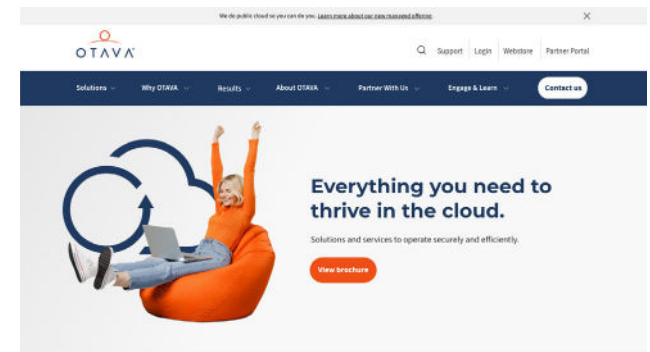 We do public cloud so you can do you. Learn more about our new managed offering.
OTAVA
Support Login Webstore Partner Portal
Solutions Why OTAVA Results About OTAVA Partner With Us Engage & Learn Contact us
Everything you need to
thrive in the cloud.
Solutions and services to operate securely and efficiently.
View brochure